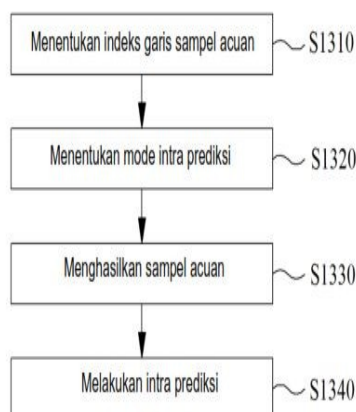 Menentukan indeks garis sampel acuan S1310
Menentukan mode intra prediksi S1320
Menghasilkan sampel acuan S1330
Melakukan intra prediksi S1340